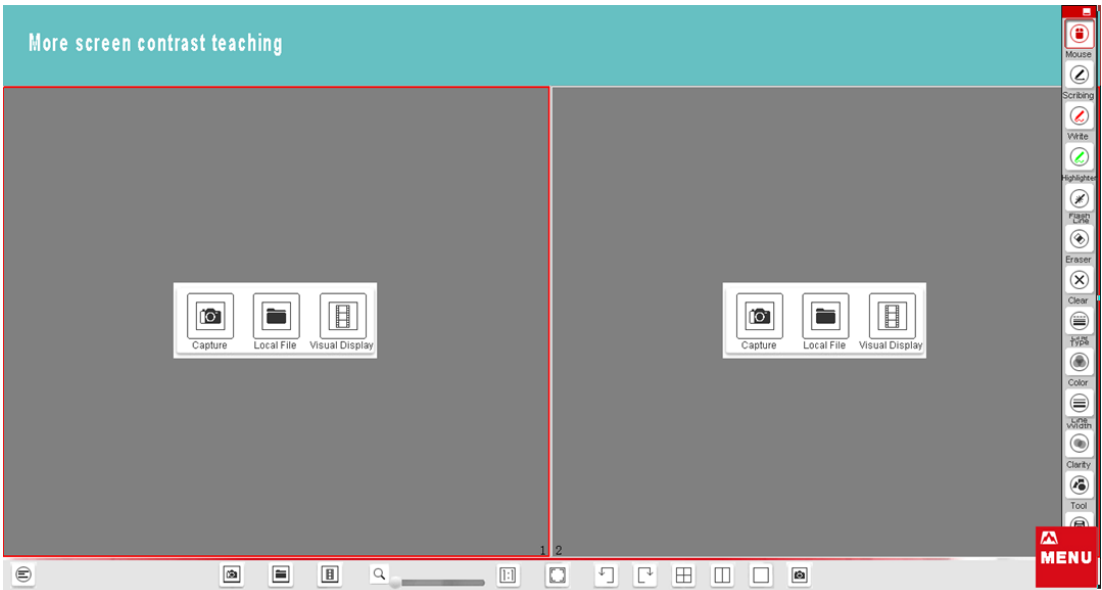 More screen contrast teaching
Mouse
Scribing
Write
Highlighter
Flash
Line
Eraser
Clear
Line
Type
Color
Line
Width
Clarity
Tool
Capture Local File Visual Display
Capture Local File Visual Display
1 2
MENU